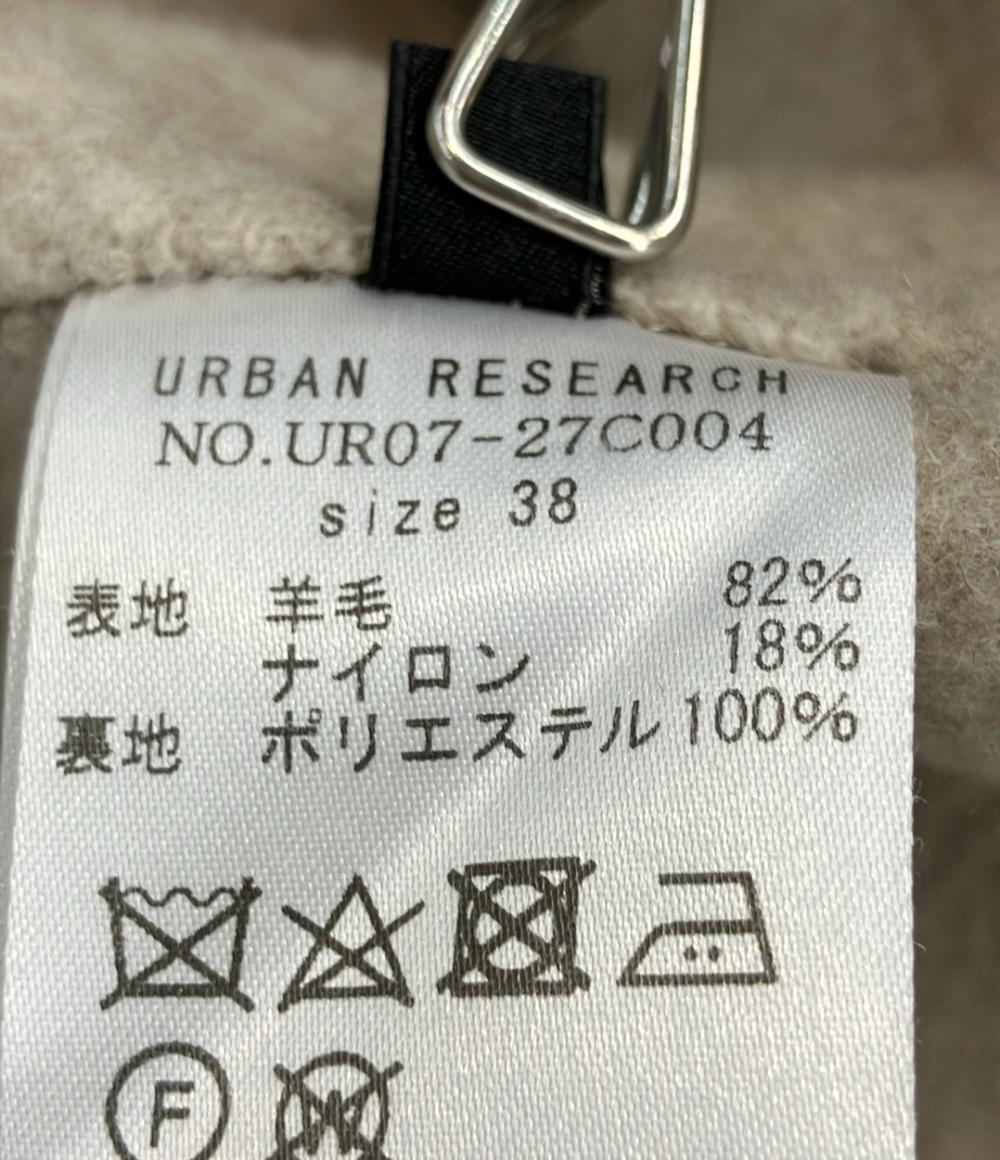 URBAN RESEARCH
NO.UR07-27C004
size 38
表地 羊毛 82%
ナイロン 18%
裏地 ポリエステル 100%
F
W